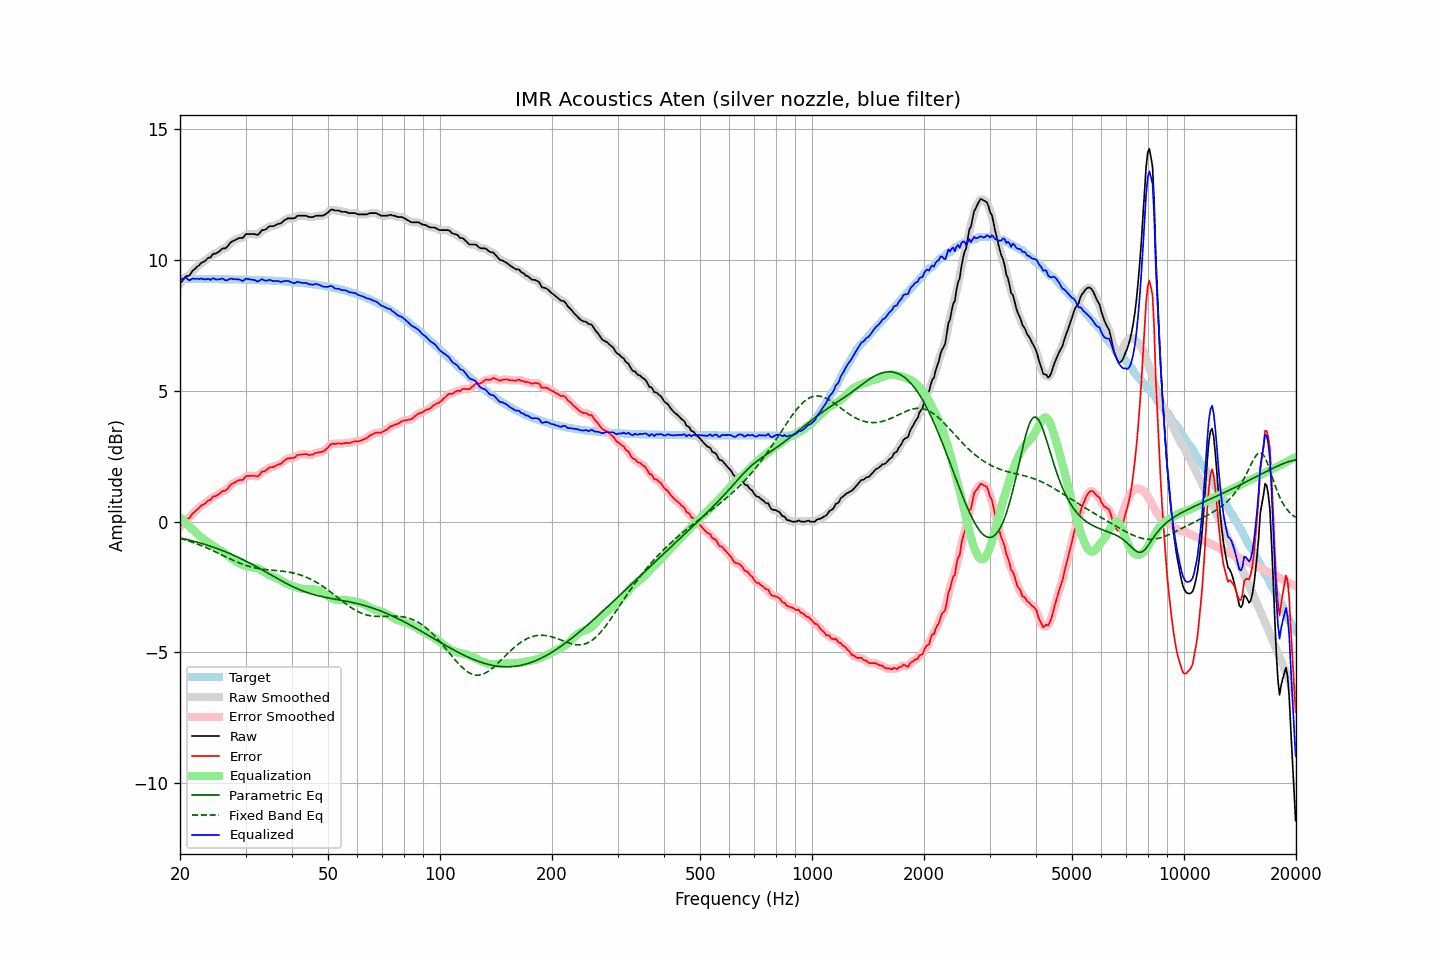 IMR Acoustics Aten (silver nozzle, blue filter)
15
10
5
0
−5
−10
Amplitude (dBr)
Target
Raw Smoothed
Error Smoothed
Raw
Error
Equalization
Parametric Eq
Fixed Band Eq
Equalized
20 50 100 200 500 1000 2000 5000 10000 20000
Frequency (Hz)